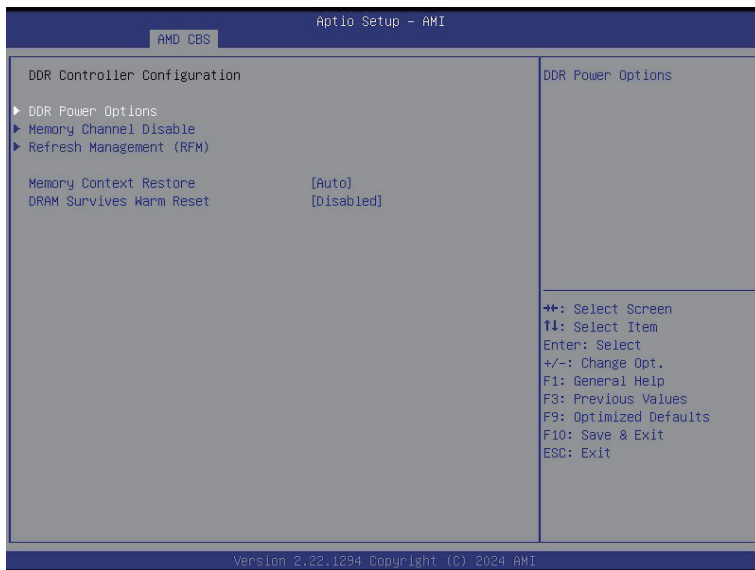 Aptio Setup – AMI
AMD CBS
DDR Controller Configuration
DDR Power Options
Memory Channel Disable
Refresh Management (RFM)
Memory Context Restore [Auto]
DRAM Survives Warm Reset [Disabled]
DDR Power Options
→←: Select Screen
↑↓: Select Item
Enter: Select
+/-: Change Opt.
F1: General Help
F3: Previous Values
F9: Optimized Defaults
F10: Save & Exit
ESC: Exit
Version 2.22.1294 Copyright (C) 2024 AMI